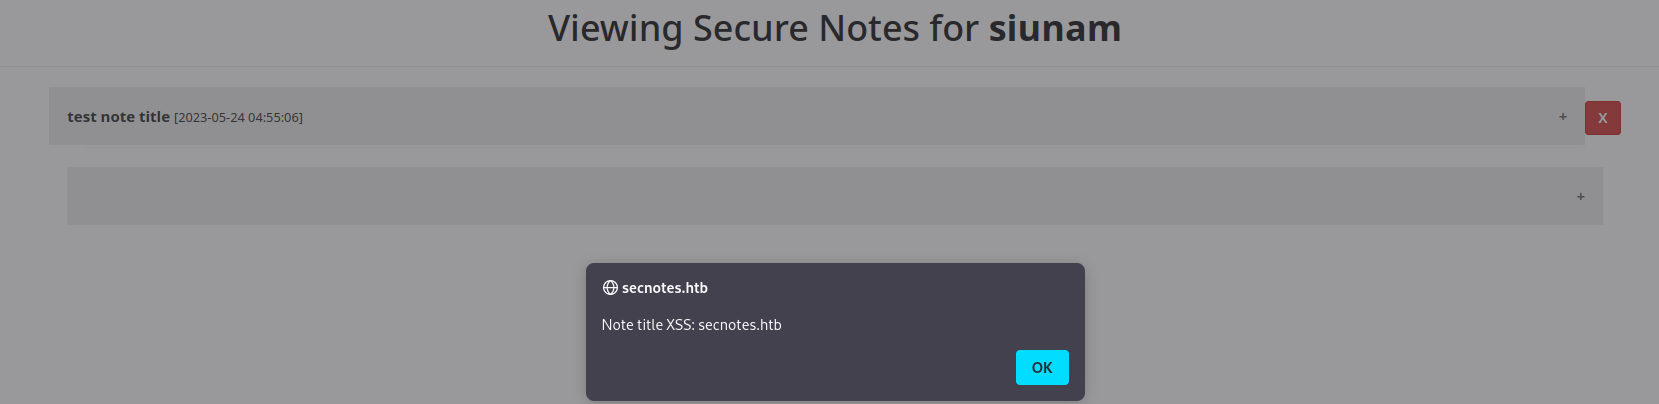 Viewing Secure Notes for siunam
test note title [2023-05-24 04:55:06]
+
X
+
secnotes.htb
Note title XSS: secnotes.htb
OK